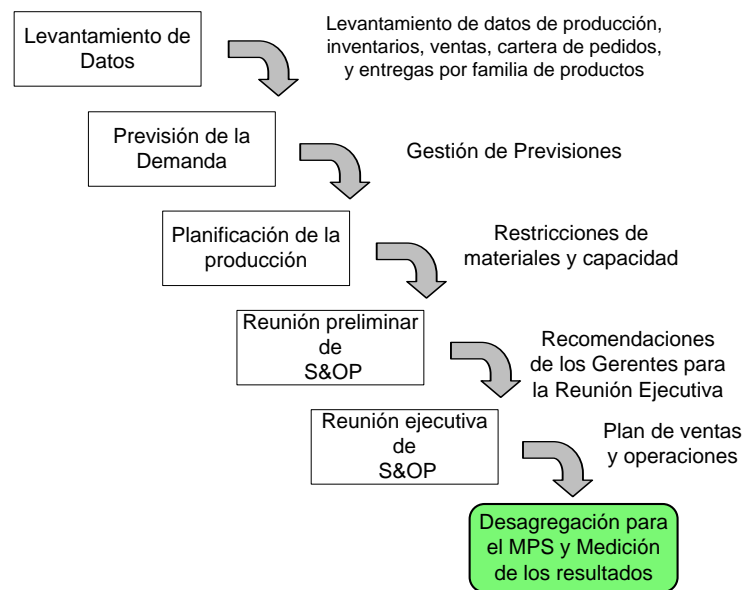 Levantamiento de
Datos
Levantamiento de datos de producción,
inventarios, ventas, cartera de pedidos,
y entregas por familia de productos
Previsión de la
Demanda
Gestión de Previsiones
Planificación de la
producción
Restricciones de
materiales y capacidad
Reunión preliminar
de
S&OP
Recomendaciones
de los Gerentes para
la Reunión Ejecutiva
Reunión ejecutiva
de
S&OP
Plan de ventas
y operaciones
Desagregación para
el MPS y Medición
de los resultados